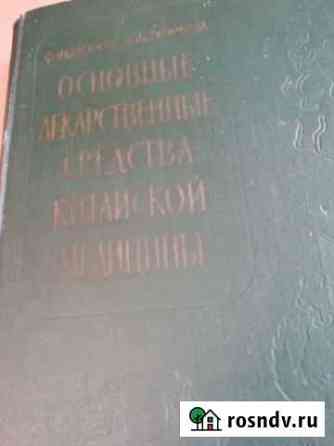 ОСНОВНЫЕ
ЛЕКАРСТВЕННЫЕ
СРЕДСТВА
КИТАЙСКОЙ
МЕДИЦИНЫ
rosndv.ru